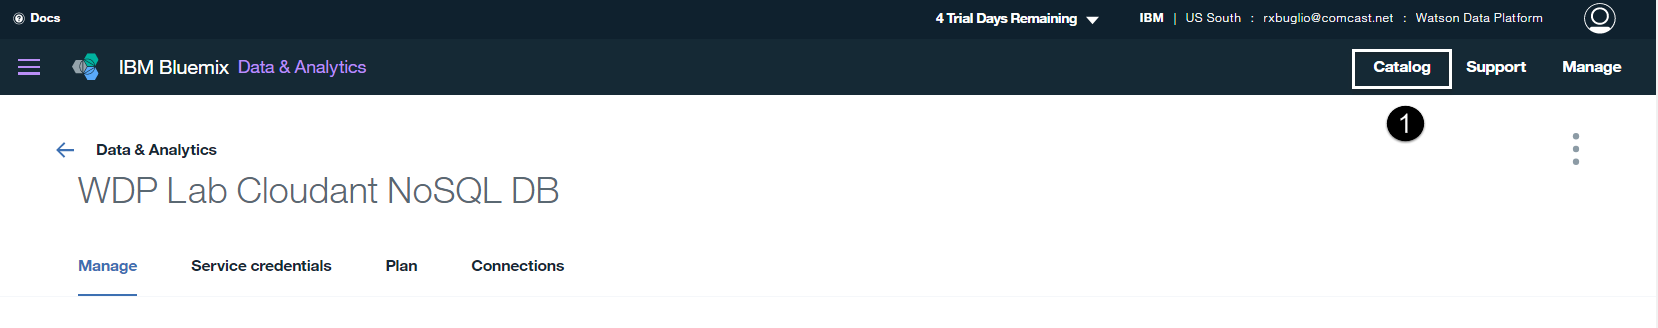 Docs
4 Trial Days Remaining
IBM | US South : rxbuglio@comcast.net : Watson Data Platform
IBM Bluemix Data & Analytics
Catalog
Support
Manage
1
Data & Analytics
WDP Lab Cloudant NoSQL DB
Manage
Service credentials
Plan
Connections